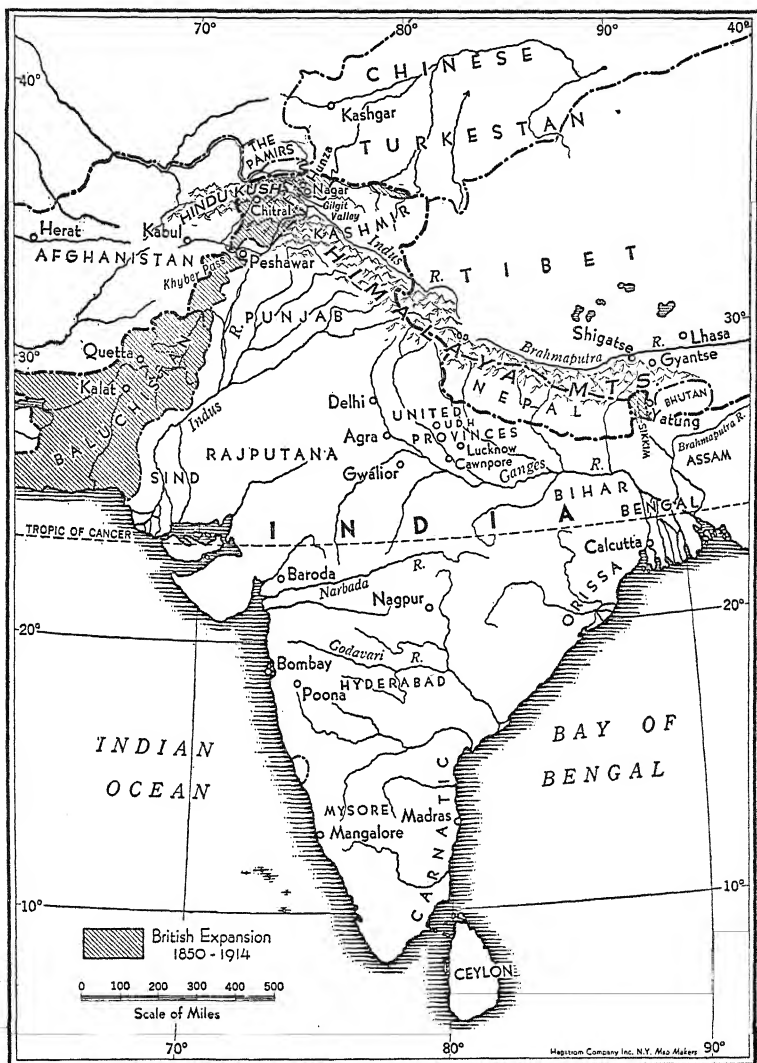 70°
80°
90°
40°
40°
CHINESE
Kashgar
TURKESTAN
THE
PAMIRS
Hunza
HINDU KUSH
Nagar
Chitral
Gilgit
Valley
KASHMIR
Herat
Kabul
AFGHANISTAN
Khyber Pass
Peshawar
Indus
R.
TIBET
HIMALAYA MTS
PUNJAB
R.
Shigatse
Lhasa
30°
Brahmaputra
R.
Gyantse
30°
Quetta
Kalat
BALUCHISTAN
Indus
Delhi
NEPAL
BHUTAN
Yatung
SIKKIM
UNITED
OUDH
PROVINCES
Agra
Lucknow
Cawnpore
Brahmaputra R.
ASSAM
RAJPUTANA
SIND
Gwalior
Ganges
R.
BIHAR
BENGAL
TROPIC OF CANCER
INDIA
Calcutta
Baroda
Narbada
R.
Nagpur
ORISSA
20°
20°
Godavari
R.
Bombay
HYDERABAD
Poona
INDIAN
OCEAN
BAY OF
BENGAL
MYSORE
Madras
Mangalore
CARNATIC
10°
10°
British Expansion
1850 - 1914
0 100 200 300 400 500
Scale of Miles
CEYLON
70°
80°
90°
Hagstrom Company Inc. N.Y. Map Makers